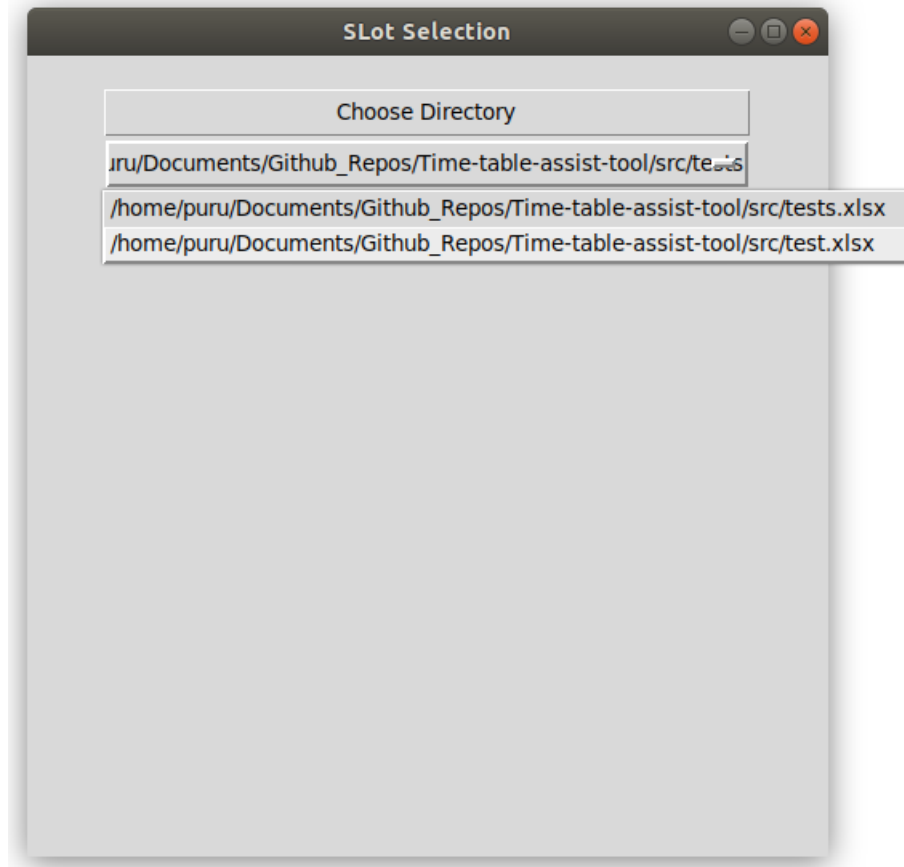 SLot Selection
Choose Directory
uru/Documents/Github_Repos/Time-table-assist-tool/src/tests
/home/puru/Documents/Github_Repos/Time-table-assist-tool/src/tests.xlsx
/home/puru/Documents/Github_Repos/Time-table-assist-tool/src/test.xlsx